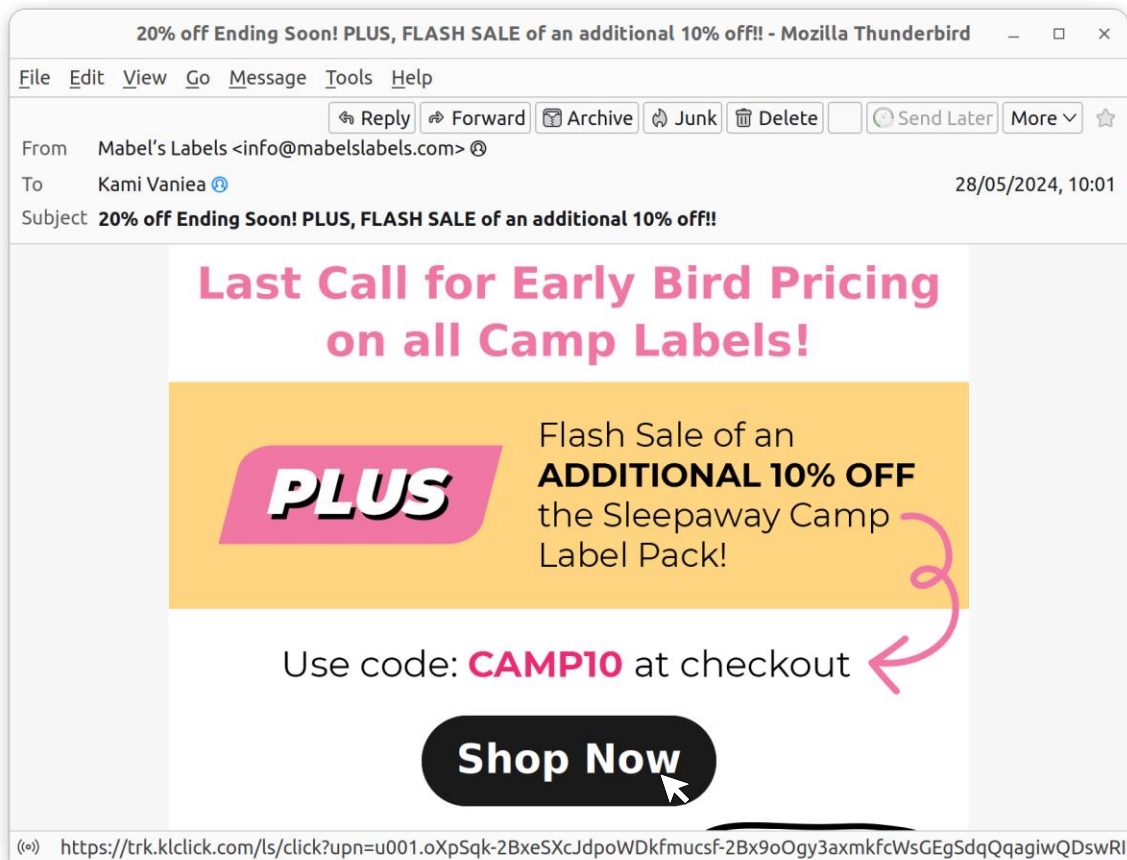 20% off Ending Soon! PLUS, FLASH SALE of an additional 10% off!! - Mozilla Thunderbird
File Edit View Go Message Tools Help
Reply Forward Archive Junk Delete Send Later More
From Mabel's Labels <info@mabelslabels.com>
To Kami Vaniea 28/05/2024, 10:01
Subject 20% off Ending Soon! PLUS, FLASH SALE of an additional 10% off!!
Last Call for Early Bird Pricing
on all Camp Labels!
PLUS
Flash Sale of an
ADDITIONAL 10% OFF
the Sleepaway Camp
Label Pack!
Use code: CAMP10 at checkout
Shop Now
https://trk.klclick.com/ls/click?upn=u001.oXpSqk-2BxeSXcJdpoWDkfmucsf-2Bx9oOgy3axmkfcWsGEgSdqQqagiwQDswRI